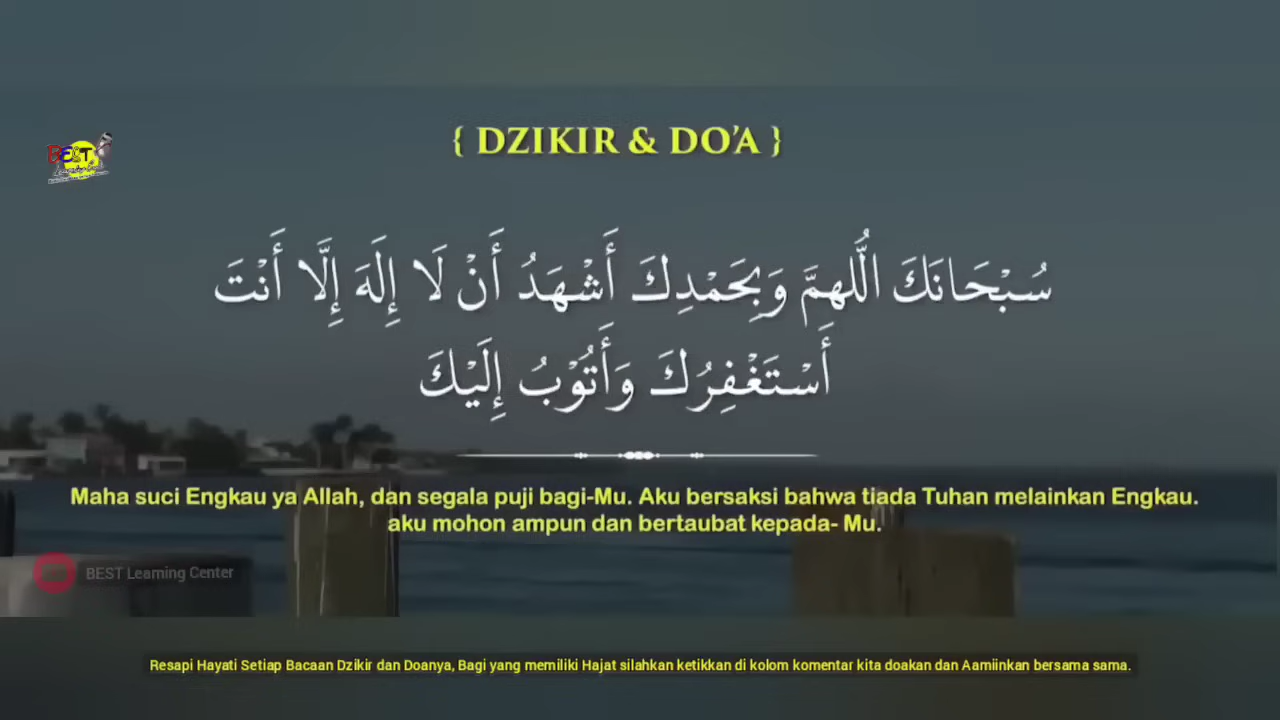 { DZIKIR & DO'A }
BEST
سُبْحَانَكَ اللَّهُمَّ وَبِحَمْدِكَ أَشْهَدُ أَنْ لَا إِلَهَ إِلَّا أَنْتَ
أَسْتَغْفِرُكَ وَأَتُوْبُ إِلَيْكَ
Maha suci Engkau ya Allah, dan segala puji bagi-Mu. Aku bersaksi bahwa tiada Tuhan melainkan Engkau.
aku mohon ampun dan bertaubat kepada- Mu.
BEST Learning Center
Resapi Hayati Setiap Bacaan Dzikir dan Doanya, Bagi yang memiliki Hajat silahkan ketikkan di kolom komentar kita doakan dan Aamiinkan bersama sama.